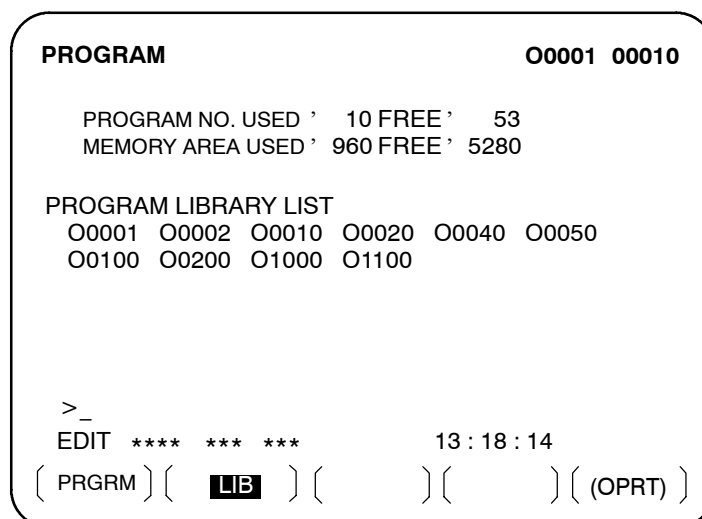 PROGRAM O0001 00010
PROGRAM NO. USED ’ 10 FREE ’ 53
MEMORY AREA USED ’ 960 FREE ’ 5280
PROGRAM LIBRARY LIST
O0001 O0002 O0010 O0020 O0040 O0050
O0100 O0200 O1000 O1100
>_
EDIT **** *** *** 13 : 18 : 14
[ PRGRM ] [ LIB ] [ ] [ ] [ (OPRT) ]